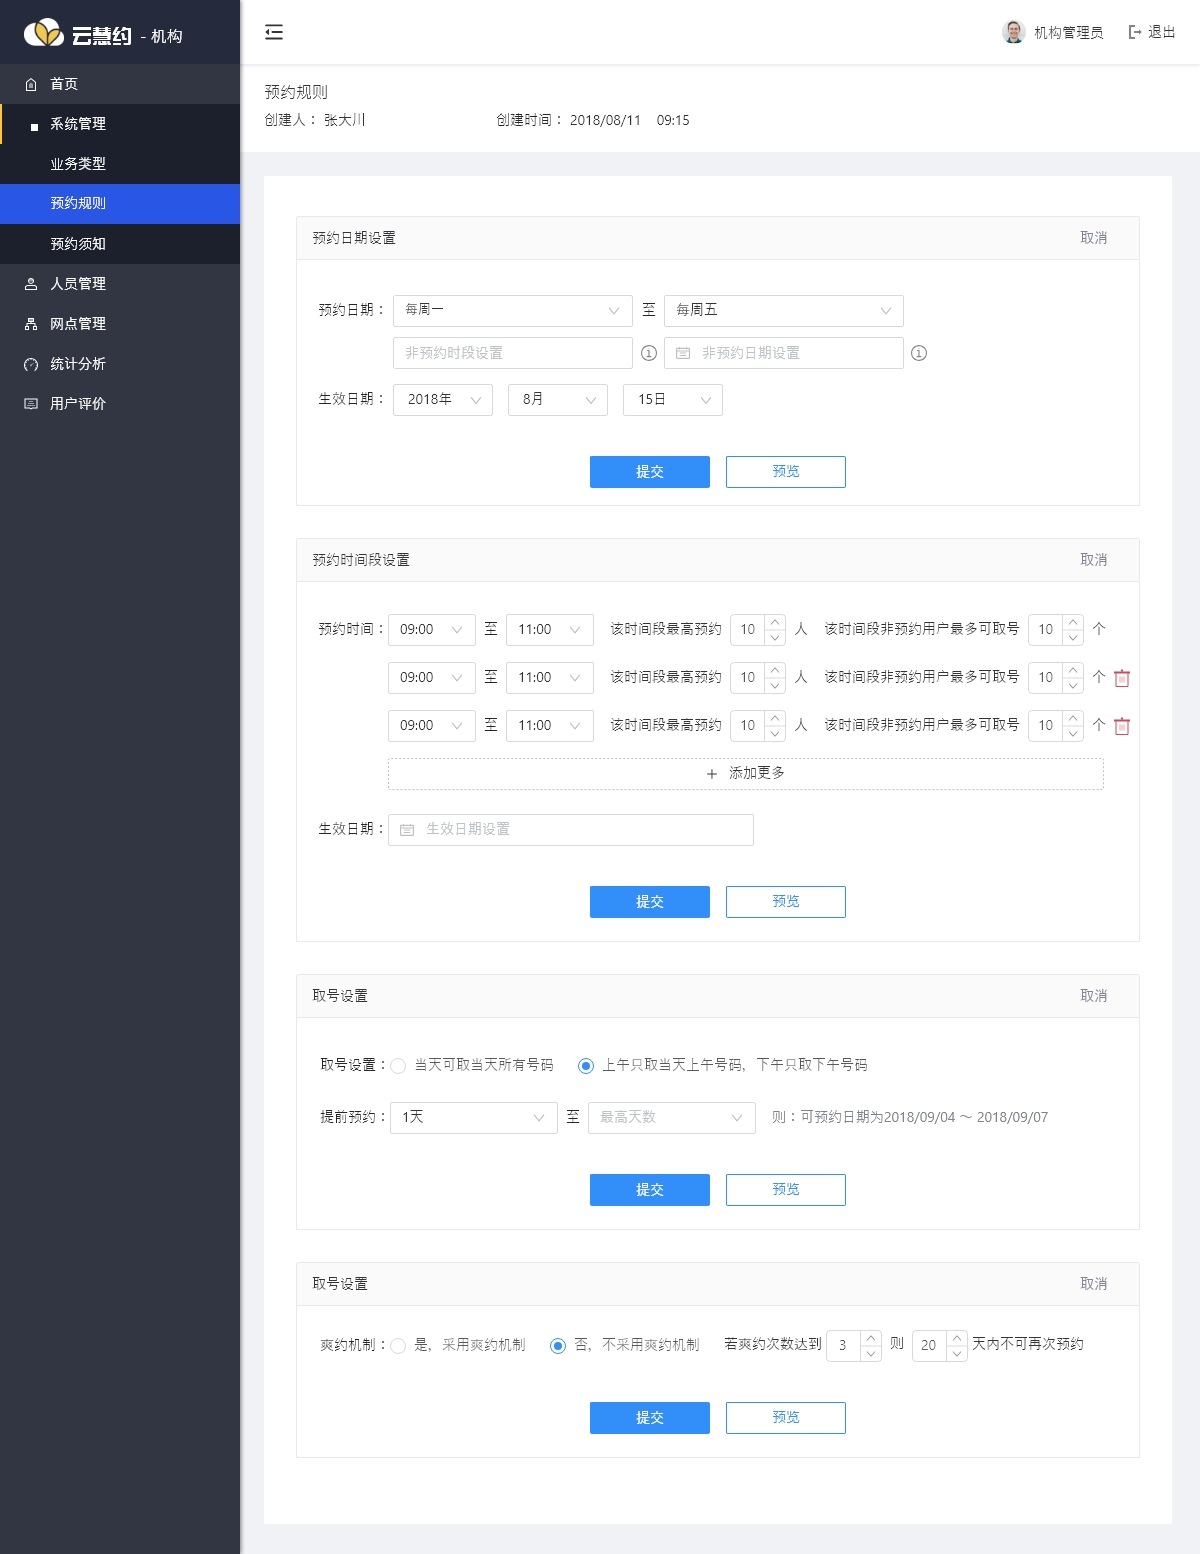 云慧约 - 机构
机构管理员 退出
首页
系统管理
业务类型
预约规则
预约须知
人员管理
网点管理
统计分析
用户评价
预约规则
创建人： 张大川 创建时间： 2018/08/11 09:15
预约日期设置 取消
预约日期： 每周一 至 每周五
非预约时段设置 非预约日期设置
生效日期： 2018年 8月 15日
提交 预览
预约时间段设置 取消
预约时间： 09:00 至 11:00 该时间段最高预约 10 人 该时间段非预约用户最多可取号 10 个
09:00 至 11:00 该时间段最高预约 10 人 该时间段非预约用户最多可取号 10 个
09:00 至 11:00 该时间段最高预约 10 人 该时间段非预约用户最多可取号 10 个
+ 添加更多
生效日期： 生效日期设置
提交 预览
取号设置 取消
取号设置： 当天可取当天所有号码 上午只取当天上午号码，下午只取下午号码
提前预约： 1天 至 最高天数 则：可预约日期为2018/09/04 ～ 2018/09/07
提交 预览
取号设置 取消
爽约机制： 是，采用爽约机制 否，不采用爽约机制 若爽约次数达到 3 则 20 天内不可再次预约
提交 预览